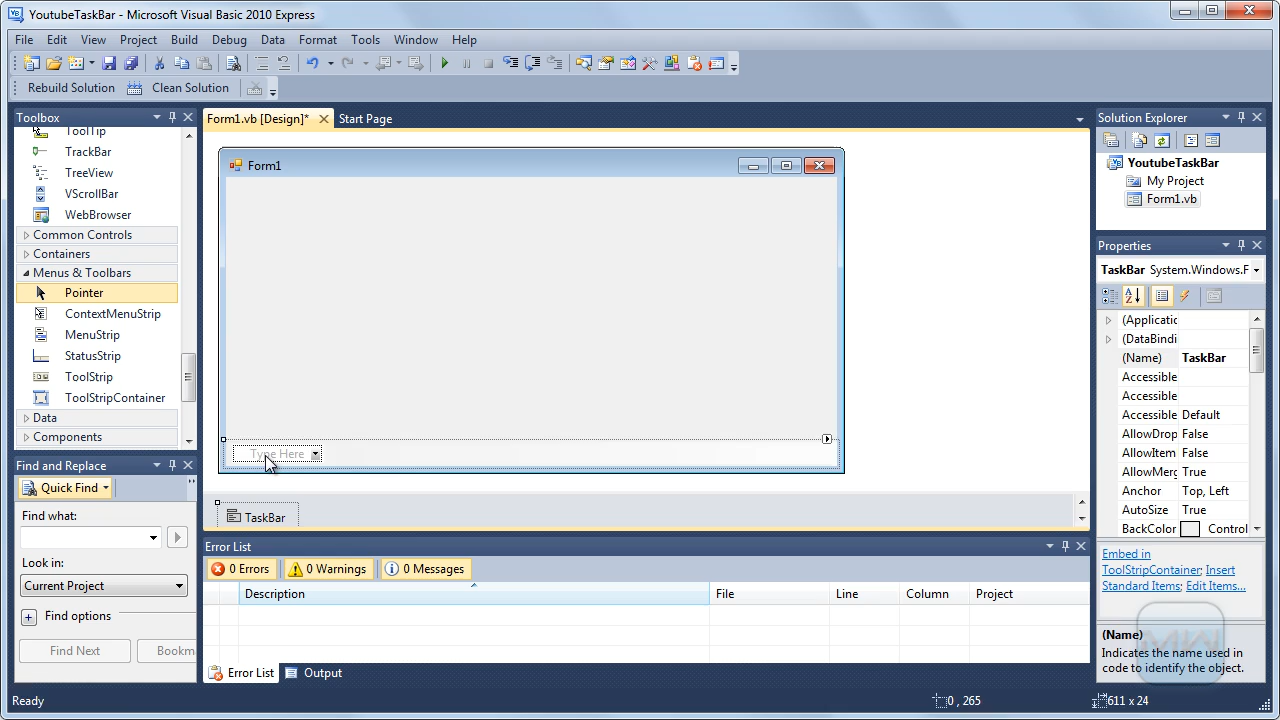 YoutubeTaskBar - Microsoft Visual Basic 2010 Express
File Edit View Project Build Debug Data Format Tools Window Help
Rebuild Solution Clean Solution
Toolbox
ToolTip
TrackBar
TreeView
VScrollBar
WebBrowser
Common Controls
Containers
Menus & Toolbars
Pointer
ContextMenuStrip
MenuStrip
StatusStrip
ToolStrip
ToolStripContainer
Data
Components
Find and Replace
Quick Find
Find what:
Look in:
Current Project
Find options
Find Next Bookm
Form1.vb [Design]* Start Page
Form1
Type Here
TaskBar
Error List
0 Errors 0 Warnings 0 Messages
Description File Line Column Project
Error List Output
Solution Explorer
YoutubeTaskBar
My Project
Form1.vb
Properties
TaskBar System.Windows.F
(Applicatic
(DataBindi
(Name) TaskBar
Accessible
Accessible
Accessible Default
AllowDrop False
AllowItem False
AllowMerg True
Anchor Top, Left
AutoSize True
BackColor Control
Embed in
ToolStripContainer; Insert
Standard Items; Edit Items...
(Name)
Indicates the name used in
code to identify the object.
Ready 0 , 265 611 x 24